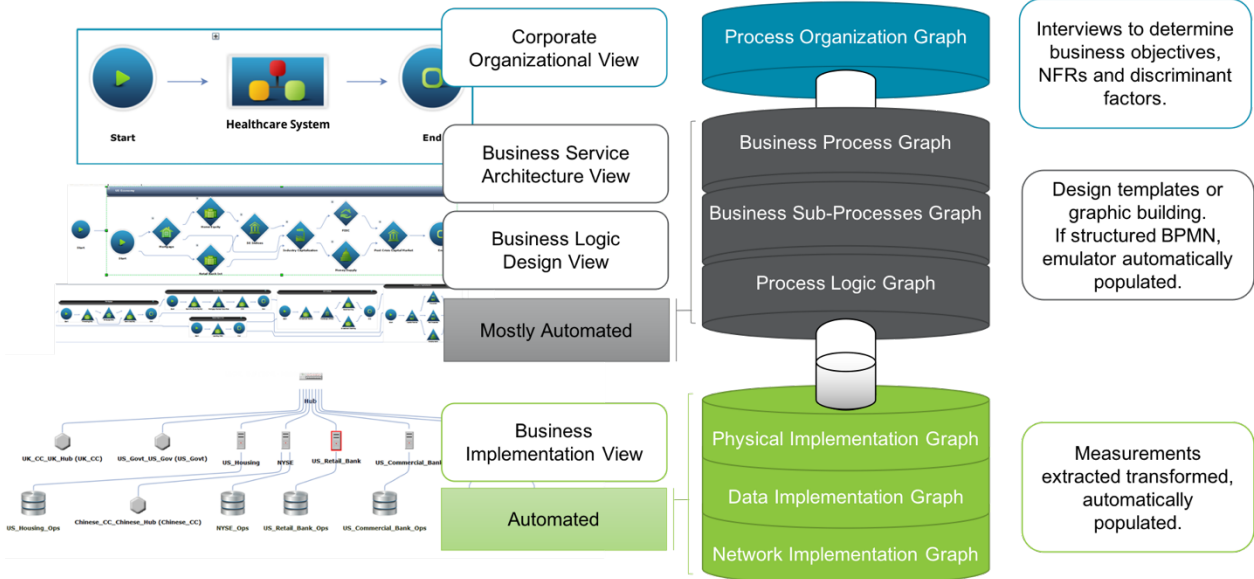 Start
Healthcare System
End
Corporate
Organizational View
Process Organization Graph
Interviews to determine
business objectives,
NFRs and discriminant
factors.
Business Service
Architecture View
Business Logic
Design View
Mostly Automated
Business Process Graph
Business Sub-Processes Graph
Process Logic Graph
Design templates or
graphic building.
If structured BPMN,
emulator automatically
populated.
Start
Start
Hub
UK_CC_UK_Hub (UK_CC)
US_Govt_US_Gov (US_Govt)
US_Housing
NYSE
US_Retail_Bank
US_Commercial_Bank
US_Housing_Ops
Chinese_CC_Chinese_Hub (Chinese_CC)
NYSE_Ops
US_Retail_Bank_Ops
US_Commercial_Bank_Ops
Business
Implementation View
Automated
Physical Implementation Graph
Data Implementation Graph
Network Implementation Graph
Measurements
extracted transformed,
automatically
populated.